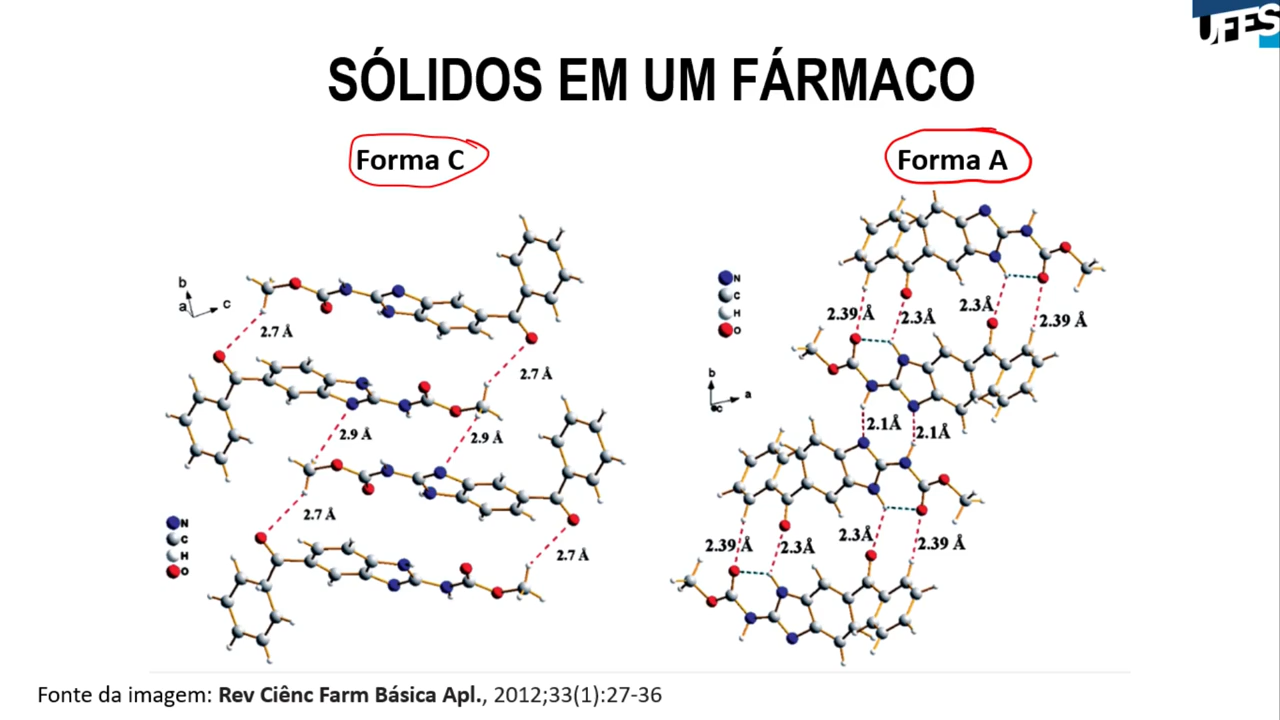 UFES
SÓLIDOS EM UM FÁRMACO
Forma C
Forma A
b
a
c
2.7 Å
2.7 Å
2.9 Å
2.9 Å
2.7 Å
2.7 Å
N
C
H
O
N
C
H
O
2.39 Å
2.3Å
2.3Å
2.39 Å
b
a
c
2.1Å
2.1Å
2.39 Å
2.3Å
2.3Å
2.39 Å
Fonte da imagem: Rev Ciênc Farm Básica Apl., 2012;33(1):27-36